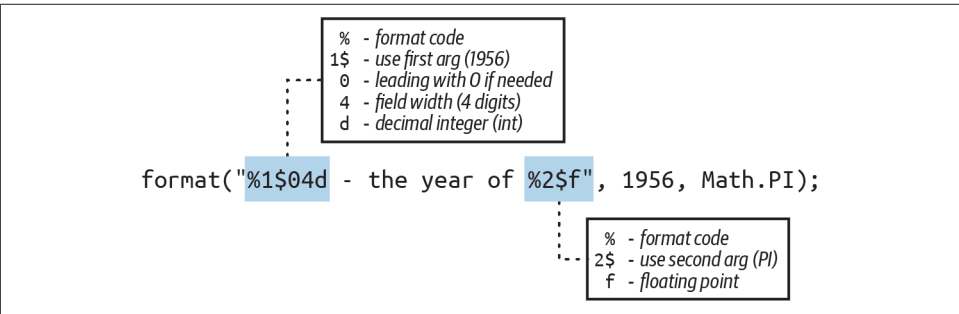 % - format code
1$ - use first arg (1956)
0 - leading with 0 if needed
4 - field width (4 digits)
d - decimal integer (int)
format("%1$04d - the year of %2$f", 1956, Math.PI);
% - format code
2$ - use second arg (PI)
f - floating point